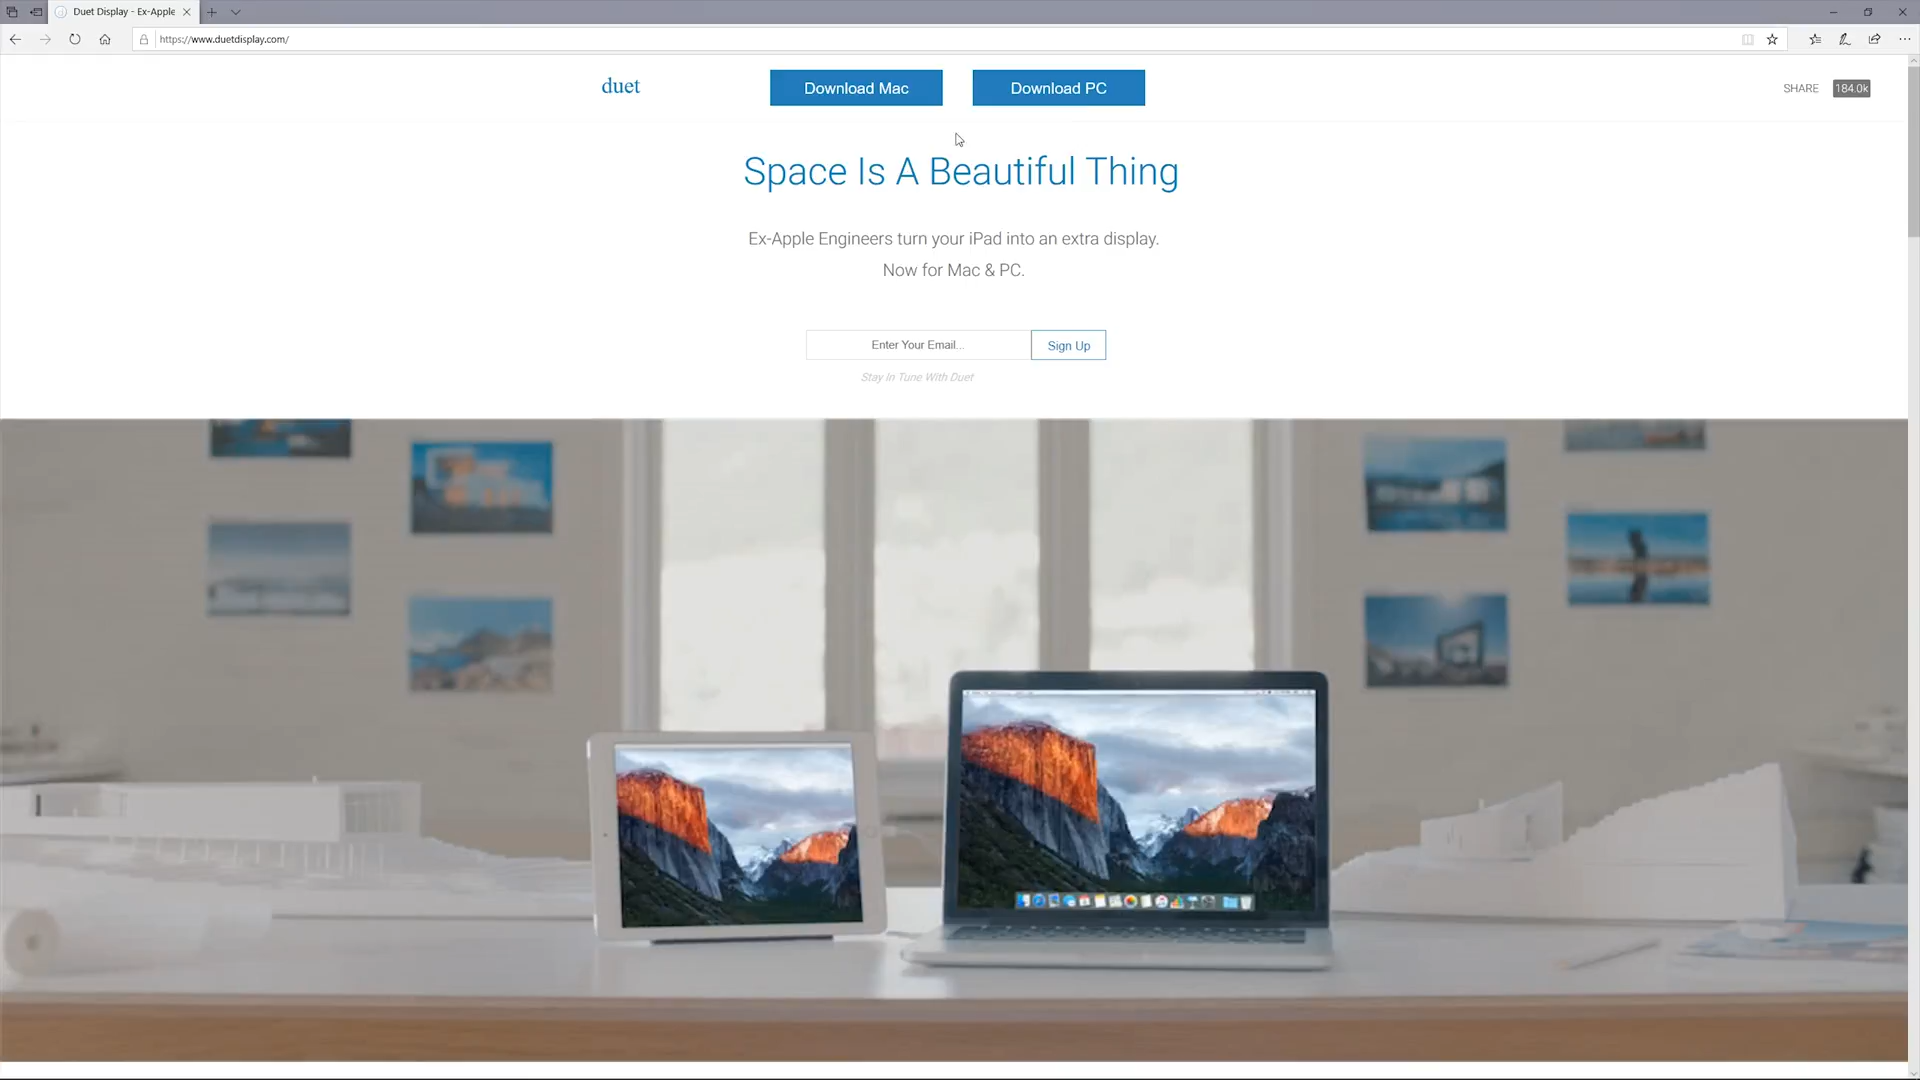 Duet Display - Ex-Apple
https://www.duetdisplay.com/
duet
Download Mac
Download PC
SHARE
184.0k
Space Is A Beautiful Thing
Ex-Apple Engineers turn your iPad into an extra display.
Now for Mac & PC.
Enter Your Email...
Sign Up
Stay In Tune With Duet